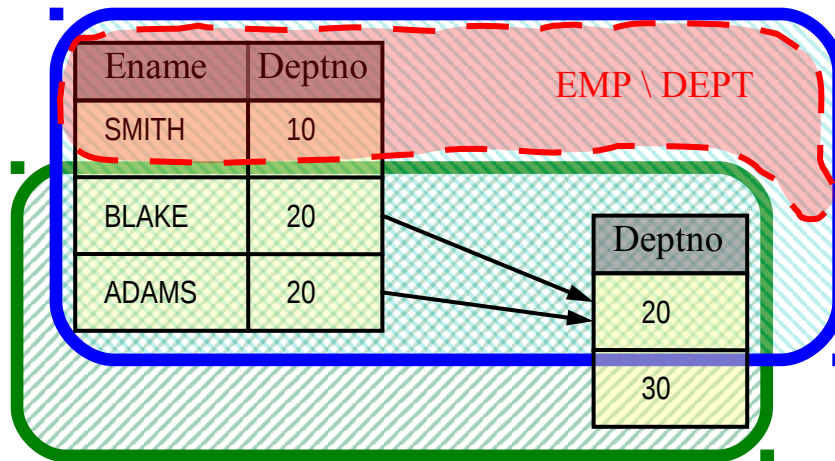 Ename Deptno
EMP \ DEPT
SMITH 10
BLAKE 20
Deptno
ADAMS 20
20
30